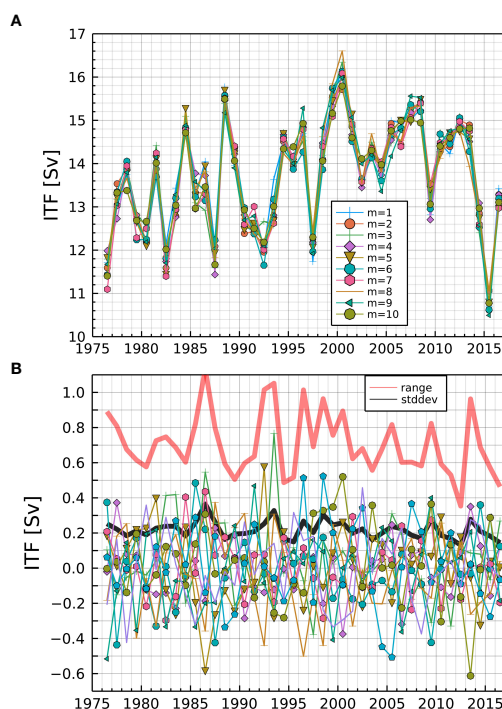 A
17
16
15
14
13
12
11
10
ITF [Sv]
m=1
m=2
m=3
m=4
m=5
m=6
m=7
m=8
m=9
m=10
1975 1980 1985 1990 1995 2000 2005 2010 2015
B
1.0
0.8
0.6
0.4
0.2
0.0
−0.2
−0.4
−0.6
ITF [Sv]
range
stddev
1975 1980 1985 1990 1995 2000 2005 2010 2015